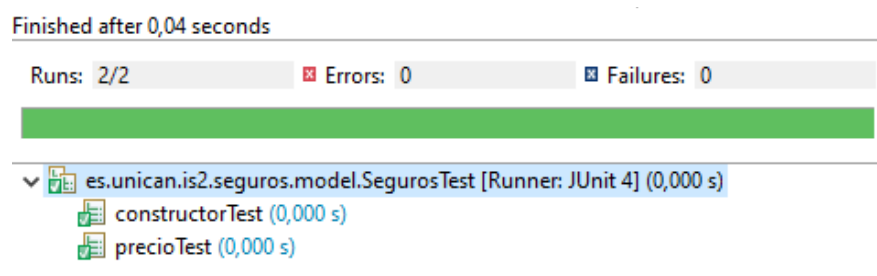 Finished after 0,04 seconds
Runs: 2/2 Errors: 0 Failures: 0
es.unican.is2.seguros.model.SegurosTest [Runner: JUnit 4] (0,000 s)
constructorTest (0,000 s)
precioTest (0,000 s)